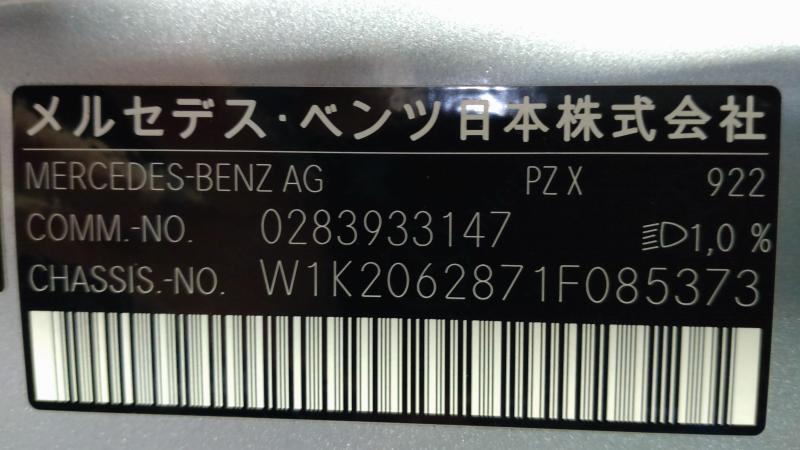 メルセデス・ベンツ日本株式会社
MERCEDES-BENZ AG PZ X 922
COMM.-NO. 0283933147 1,0 %
CHASSIS.-NO. W1K2062871F085373